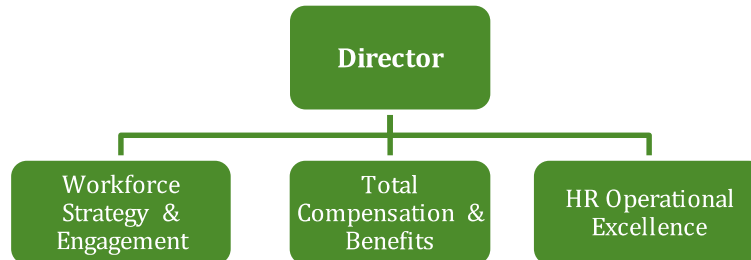 Director
Workforce
Strategy & 
Engagement
Total
Compensation &
Benefits
HR Operational
Excellence